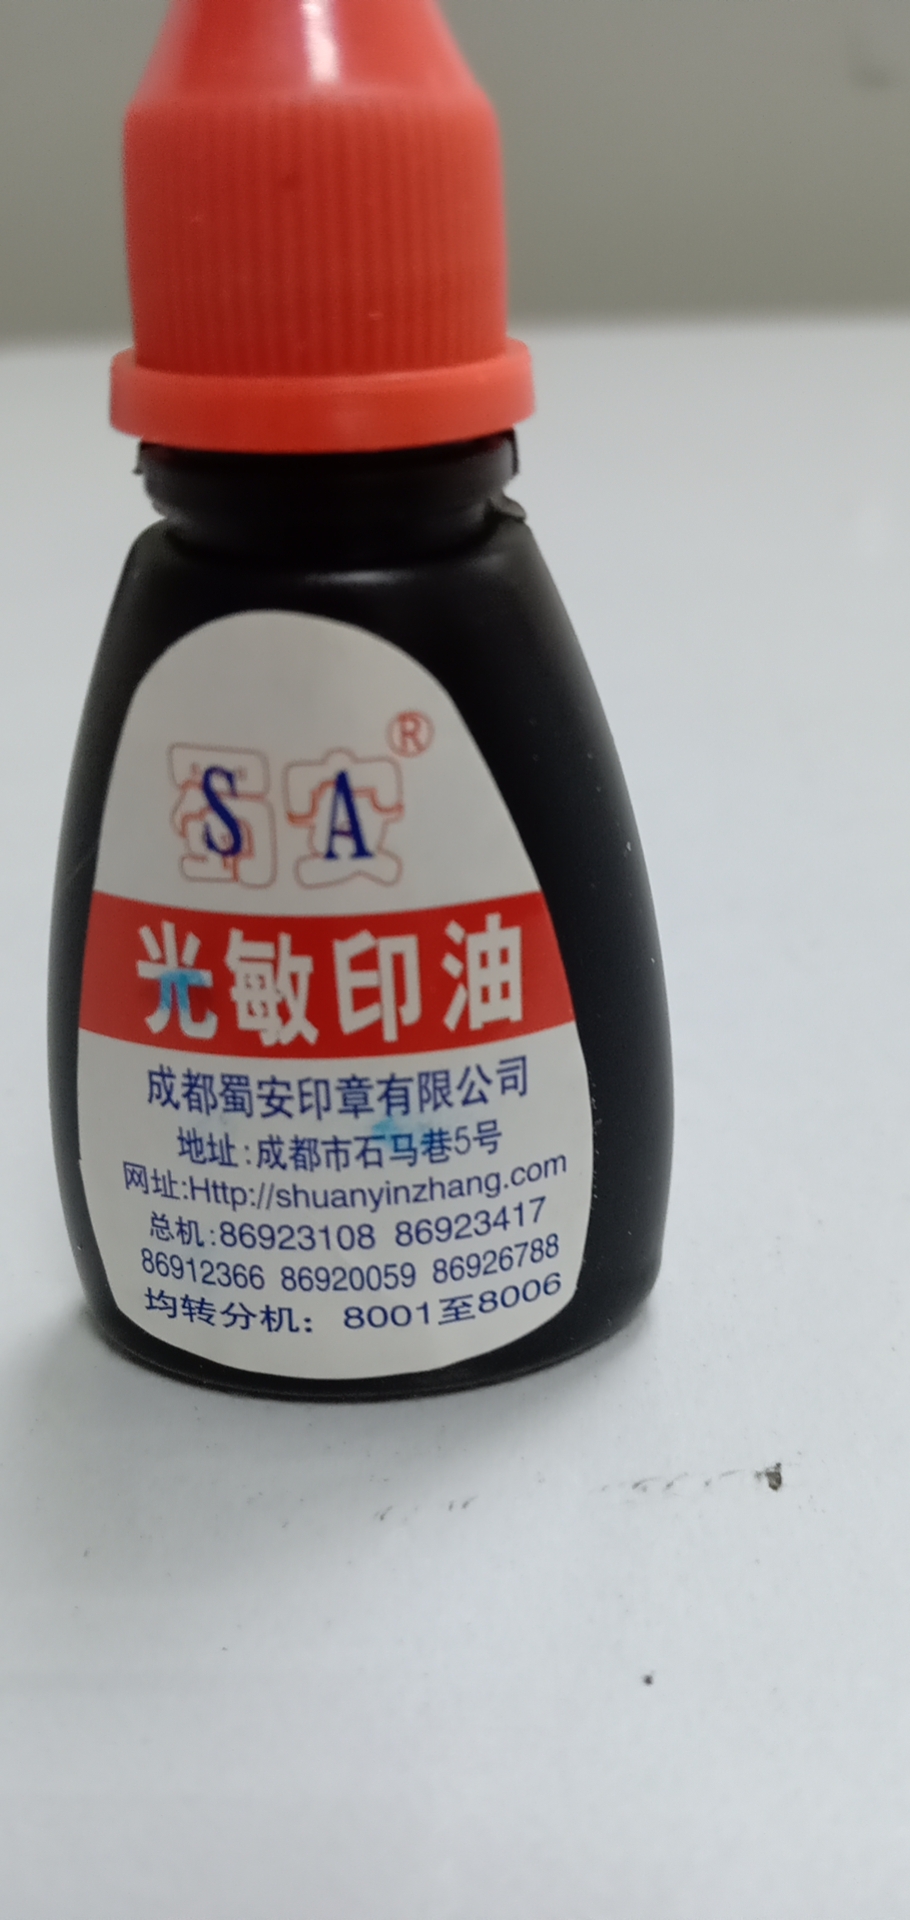 蜀安®
S A
光敏印油
成都蜀安印章有限公司
地址:成都市石马巷5号
网址:Http://shuanyinzhang.com
总机:86923108 86923417
86912366 86920059 86926788
均转分机: 8001至8006